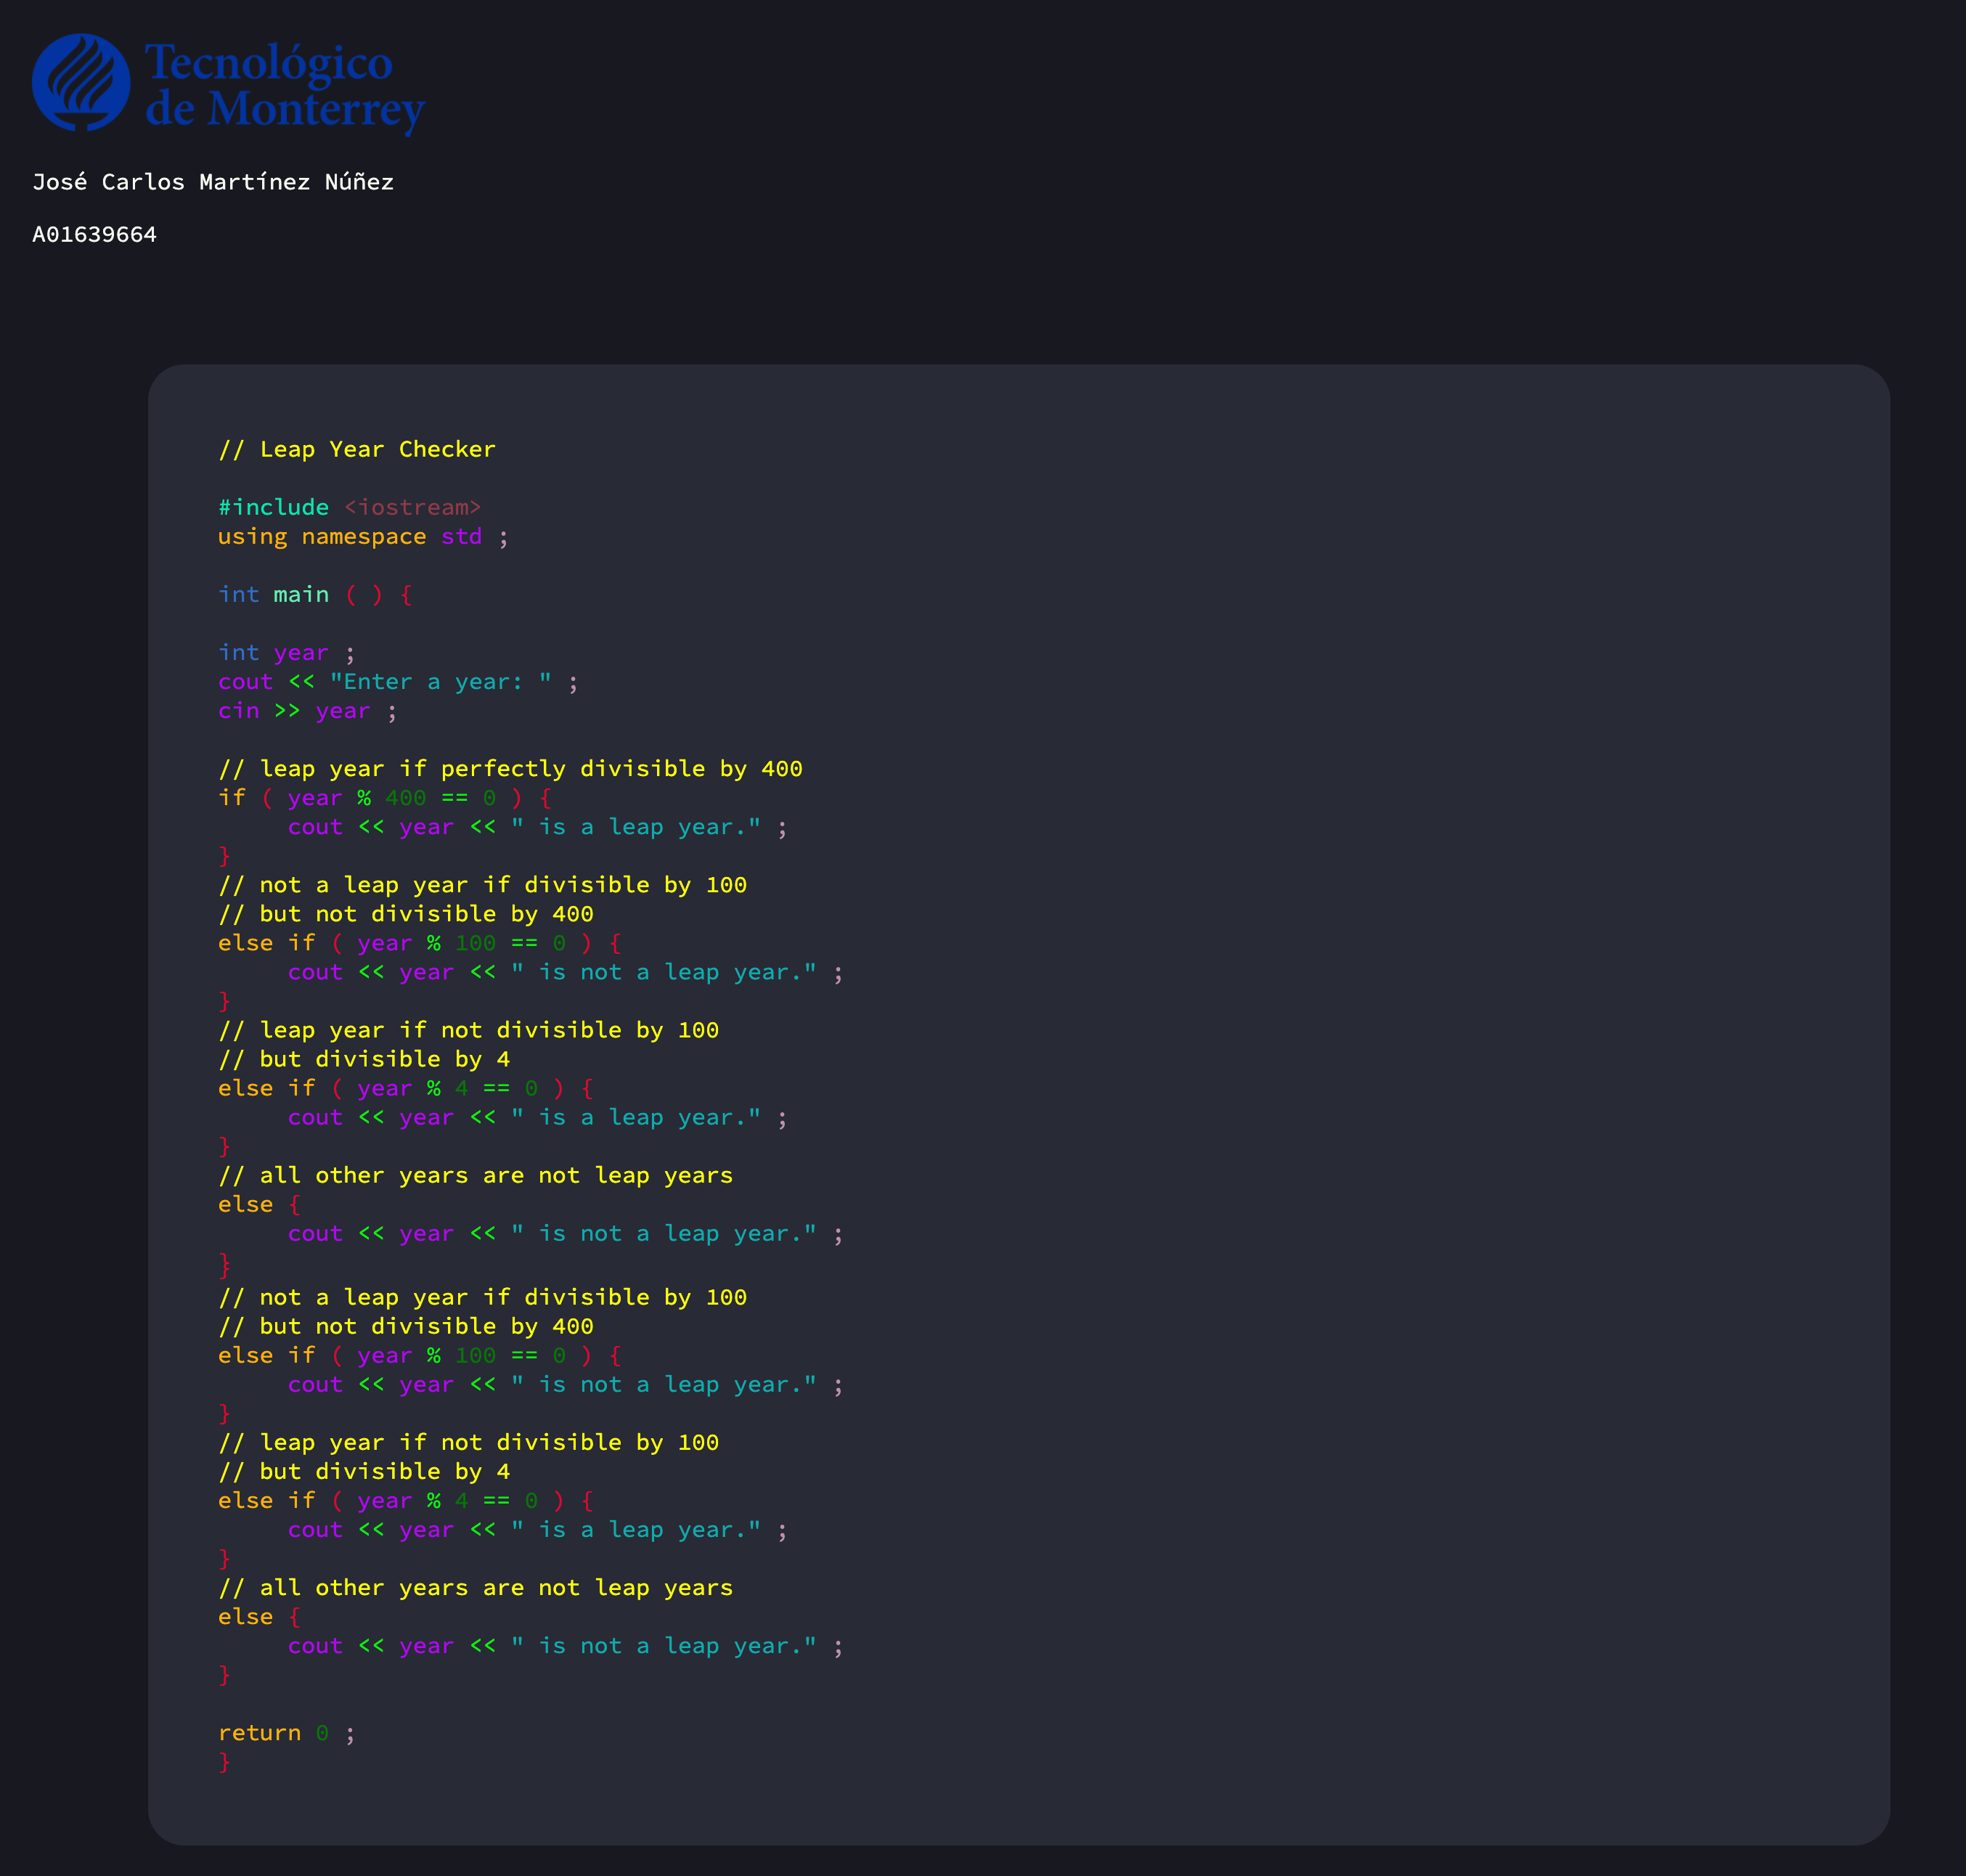 Tecnológico
de Monterrey
José Carlos Martínez Núñez
A01639664
// Leap Year Checker
#include <iostream>
using namespace std ;
int main ( ) {
int year ;
cout << "Enter a year: " ;
cin >> year ;
// leap year if perfectly divisible by 400
if ( year % 400 == 0 ) {
cout << year << " is a leap year." ;
}
// not a leap year if divisible by 100
// but not divisible by 400
else if ( year % 100 == 0 ) {
cout << year << " is not a leap year." ;
}
// leap year if not divisible by 100
// but divisible by 4
else if ( year % 4 == 0 ) {
cout << year << " is a leap year." ;
}
// all other years are not leap years
else {
cout << year << " is not a leap year." ;
}
// not a leap year if divisible by 100
// but not divisible by 400
else if ( year % 100 == 0 ) {
cout << year << " is not a leap year." ;
}
// leap year if not divisible by 100
// but divisible by 4
else if ( year % 4 == 0 ) {
cout << year << " is a leap year." ;
}
// all other years are not leap years
else {
cout << year << " is not a leap year." ;
}
return 0 ;
}